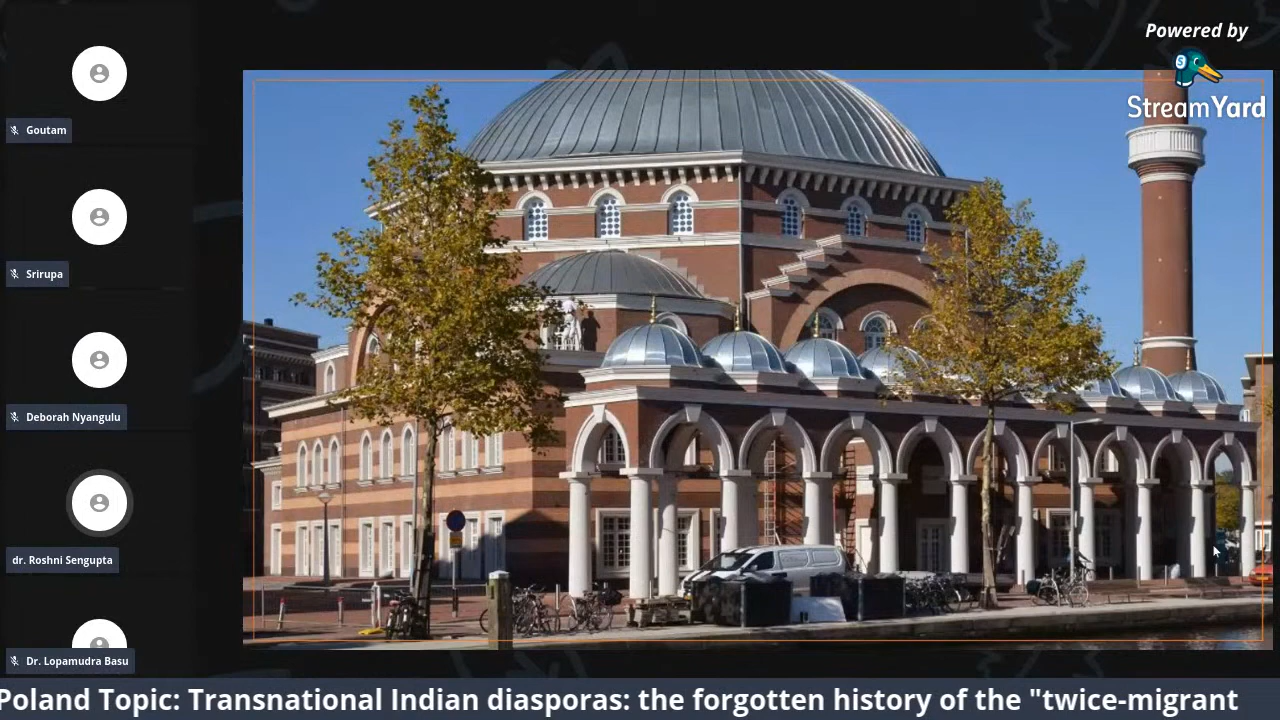 Powered by
StreamYard
Goutam
Srirupa
Deborah Nyangulu
dr. Roshni Sengupta
Dr. Lopamudra Basu
Poland Topic: Transnational Indian diasporas: the forgotten history of the "twice-migrant